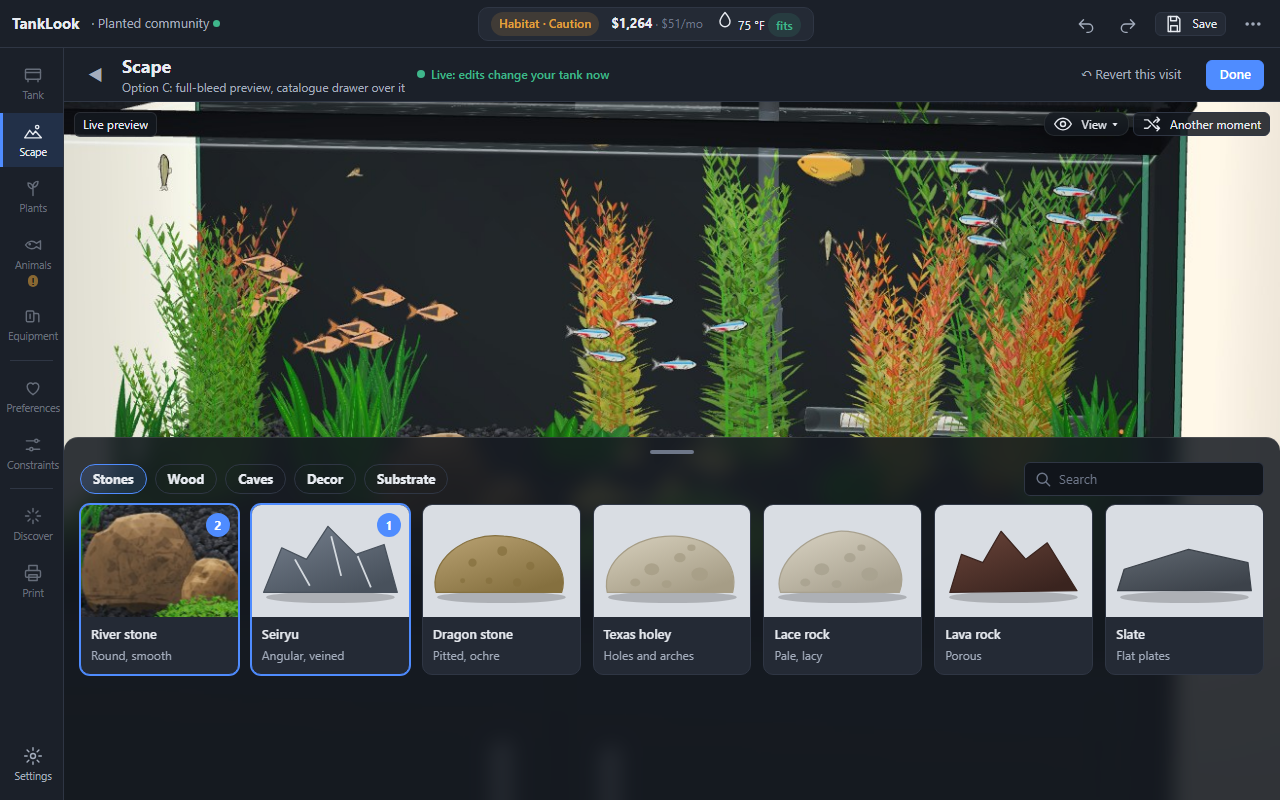 TankLook · Planted community
Habitat · Caution $1,264 · $51/mo 75 °F fits
Save
Scape
Option C: full-bleed preview, catalogue drawer over it
Live: edits change your tank now
Revert this visit
Done
Tank
Scape
Plants
Animals
!
Equipment
Preferences
Constraints
Discover
Print
Settings
Live preview
View
Another moment
Stones Wood Caves Decor Substrate
Search
2
River stone
Round, smooth
1
Seiryu
Angular, veined
Dragon stone
Pitted, ochre
Texas holey
Holes and arches
Lace rock
Pale, lacy
Lava rock
Porous
Slate
Flat plates